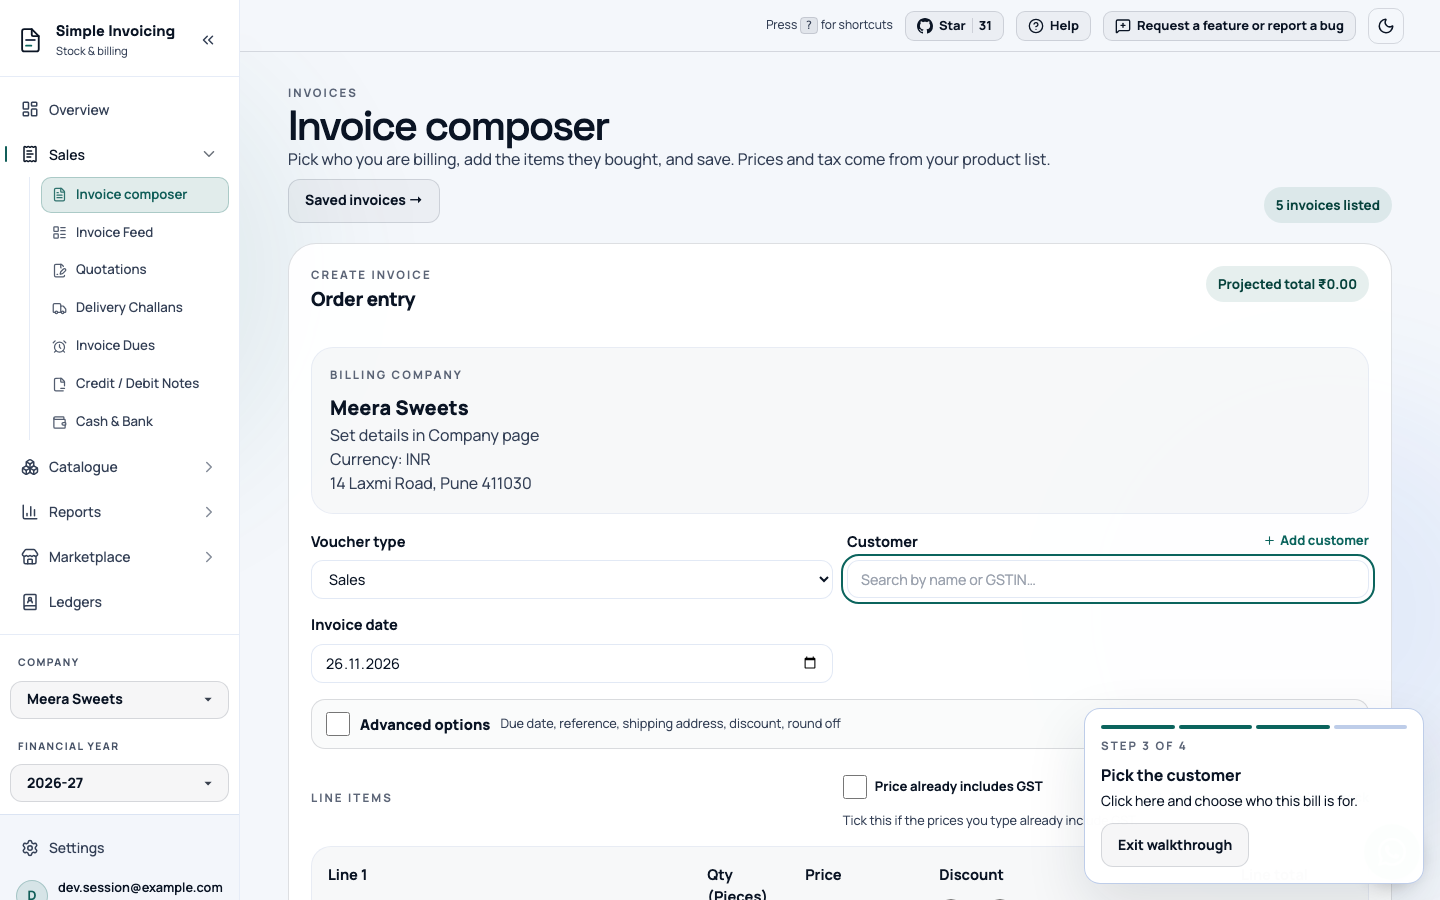 Simple Invoicing
Stock & billing
Overview
Sales
Invoice composer
Invoice Feed
Quotations
Delivery Challans
Invoice Dues
Credit / Debit Notes
Cash & Bank
Catalogue
Reports
Marketplace
Ledgers
COMPANY
Meera Sweets
FINANCIAL YEAR
2026-27
Settings
D
dev.session@example.com
Press ? for shortcuts
Star 31
Help
Request a feature or report a bug
INVOICES
Invoice composer
Pick who you are billing, add the items they bought, and save. Prices and tax come from your product list.
Saved invoices →
5 invoices listed
CREATE INVOICE
Order entry
Projected total ₹0.00
BILLING COMPANY
Meera Sweets
Set details in Company page
Currency: INR
14 Laxmi Road, Pune 411030
Voucher type
Sales
Customer
+ Add customer
Search by name or GSTIN...
Invoice date
26.11.2026
Advanced options Due date, reference, shipping address, discount, round off
LINE ITEMS
Price already includes GST
Tick this if the prices you type already inc
Line 1
Qty
(Pieces)
Price
Discount
STEP 3 OF 4
Pick the customer
Click here and choose who this bill is for.
Exit walkthrough